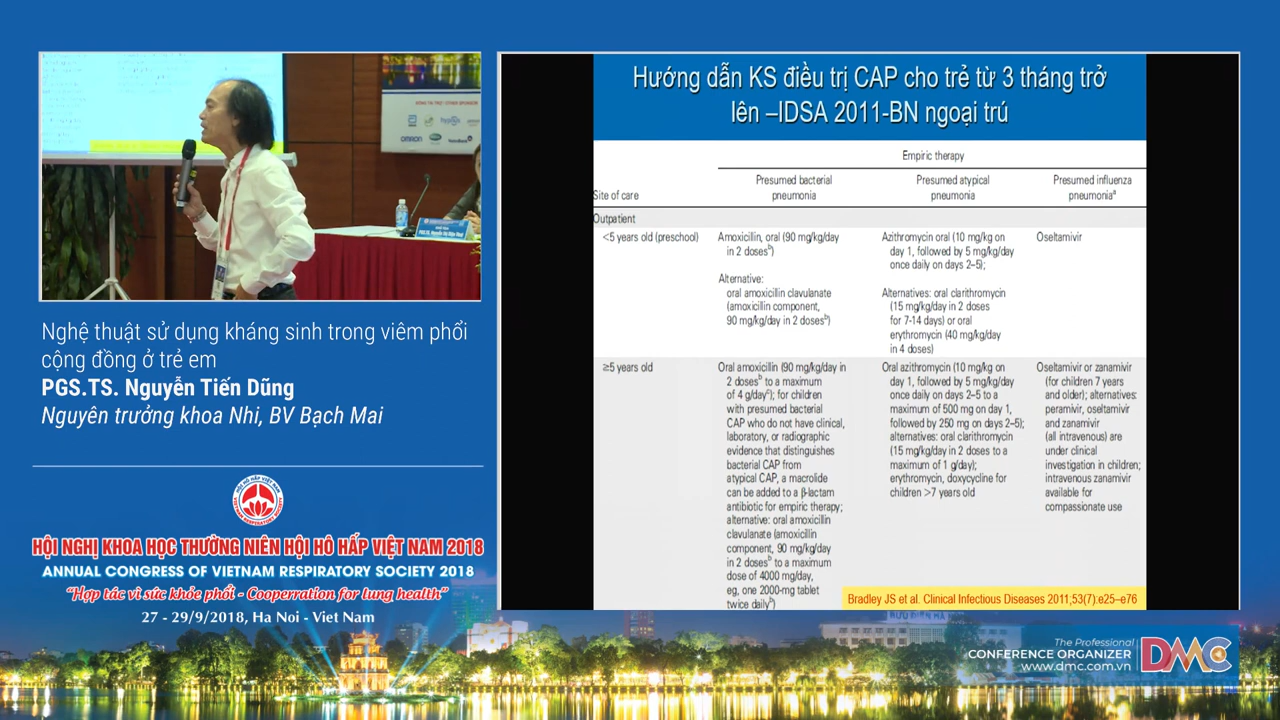 OMRON
Nghệ thuật sử dụng kháng sinh trong viêm phổi
cộng đồng ở trẻ em
PGS.TS. Nguyễn Tiến Dũng
Nguyên trưởng khoa Nhi, BV Bạch Mai
HỘI HÔ HẤP VIỆT NAM
VIETNAM RESPIRATORY SOCIETY
HỘI NGHỊ KHOA HỌC THƯỜNG NIÊN HỘI HÔ HẤP VIỆT NAM 2018
ANNUAL CONGRESS OF VIETNAM RESPIRATORY SOCIETY 2018
“Hợp tác vì sức khỏe phổi - Cooperration for lung health”
27 - 29/9/2018, Ha Noi - Viet Nam
Hướng dẫn KS điều trị CAP cho trẻ từ 3 tháng trở
lên –IDSA 2011-BN ngoại trú
Empiric therapy
Site of care
Presumed bacterial
pneumonia
Presumed atypical
pneumonia
Presumed influenza
pneumoniaª
Outpatient
<5 years old (preschool)
Amoxicillin, oral (90 mg/kg/day
in 2 dosesᵇ)
Alternative:
oral amoxicillin clavulanate
(amoxicillin component,
90 mg/kg/day in 2 dosesᵇ)
Azithromycin oral (10 mg/kg on
day 1, followed by 5 mg/kg/day
once daily on days 2–5);
Alternatives: oral clarithromycin
(15 mg/kg/day in 2 doses
for 7-14 days) or oral
erythromycin (40 mg/kg/day
in 4 doses)
Oseltamivir
≥5 years old
Oral amoxicillin (90 mg/kg/day in
2 dosesᵇ to a maximum
of 4 g/dayᶜ); for children
with presumed bacterial
CAP who do not have clinical,
laboratory, or radiographic
evidence that distinguishes
bacterial CAP from
atypical CAP, a macrolide
can be added to a β-lactam
antibiotic for empiric therapy;
alternative: oral amoxicillin
clavulanate (amoxicillin
component, 90 mg/kg/day
in 2 dosesᵇ to a maximum
dose of 4000 mg/day,
eg, one 2000-mg tablet
twice dailyᵇ)
Oral azithromycin (10 mg/kg on
day 1, followed by 5 mg/kg/day
once daily on days 2–5 to a
maximum of 500 mg on day 1,
followed by 250 mg on days 2–5);
alternatives: oral clarithromycin
(15 mg/kg/day in 2 doses to a
maximum of 1 g/day);
erythromycin, doxycycline for
children >7 years old
Oseltamivir or zanamivir
(for children 7 years
and older); alternatives:
peramivir, oseltamivir
and zanamivir
(all intravenous) are
under clinical
investigation in children;
intravenous zanamivir
available for
compassionate use
Bradley JS et al. Clinical Infectious Diseases 2011;53(7):e25–e76
The Professional
CONFERENCE ORGANIZER
www.dmc.com.vn
DMC